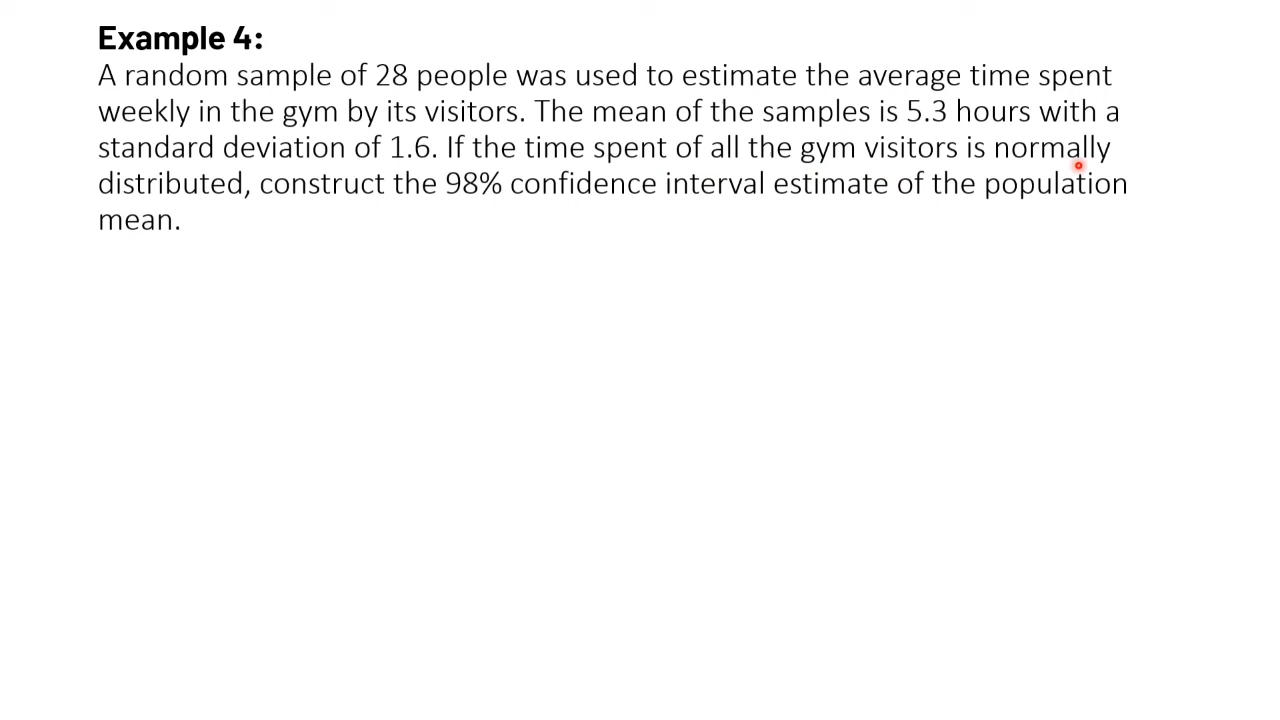 Example 4:
A random sample of 28 people was used to estimate the average time spent
weekly in the gym by its visitors. The mean of the samples is 5.3 hours with a
standard deviation of 1.6. If the time spent of all the gym visitors is normally
distributed, construct the 98% confidence interval estimate of the population
mean.